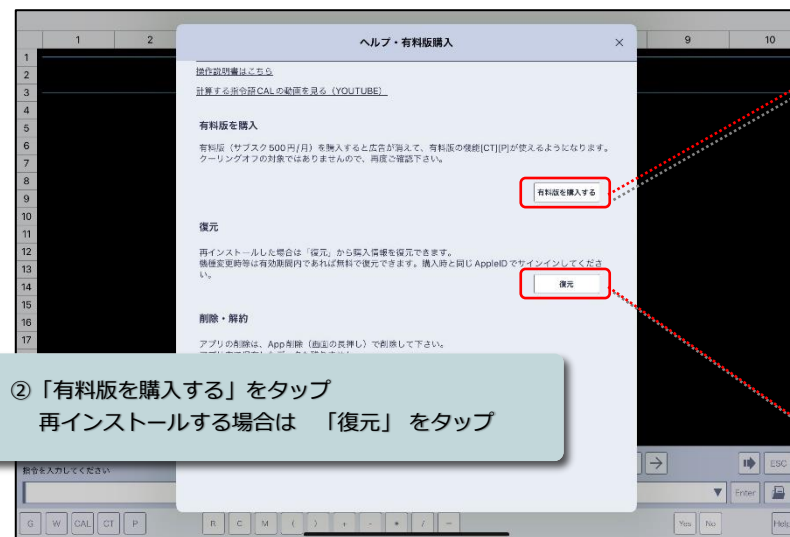 1 2 9 10
ヘルプ・有料版購入 ×
1
2
3
4
5
6
7
8
9
10
11
12
13
14
15
16
17
操作説明書はこちら
計算する指令語CALの動画を見る（YOUTUBE）
有料版を購入
有料版（サブスク500円/月）を購入すると広告が消えて、有料版の機能[CT][P]が使えるようになります。
クーリングオフの対象ではありませんので、再度ご確認下さい。
有料版を購入する
復元
再インストールした場合は「復元」から購入情報を復元できます。
機種変更時等は有効期間内であれば無料で復元できます。購入時と同じAppleIDでサインインしてくださ
い。
復元
削除・解約
アプリの削除は、App削除（画面の長押し）で削除して下さい。
②「有料版を購入する」をタップ
再インストールする場合は 「復元」 をタップ
指令を入力してください
ESC
Enter
G W CAL CT P R C M ( ) + - * / = Yes No Help